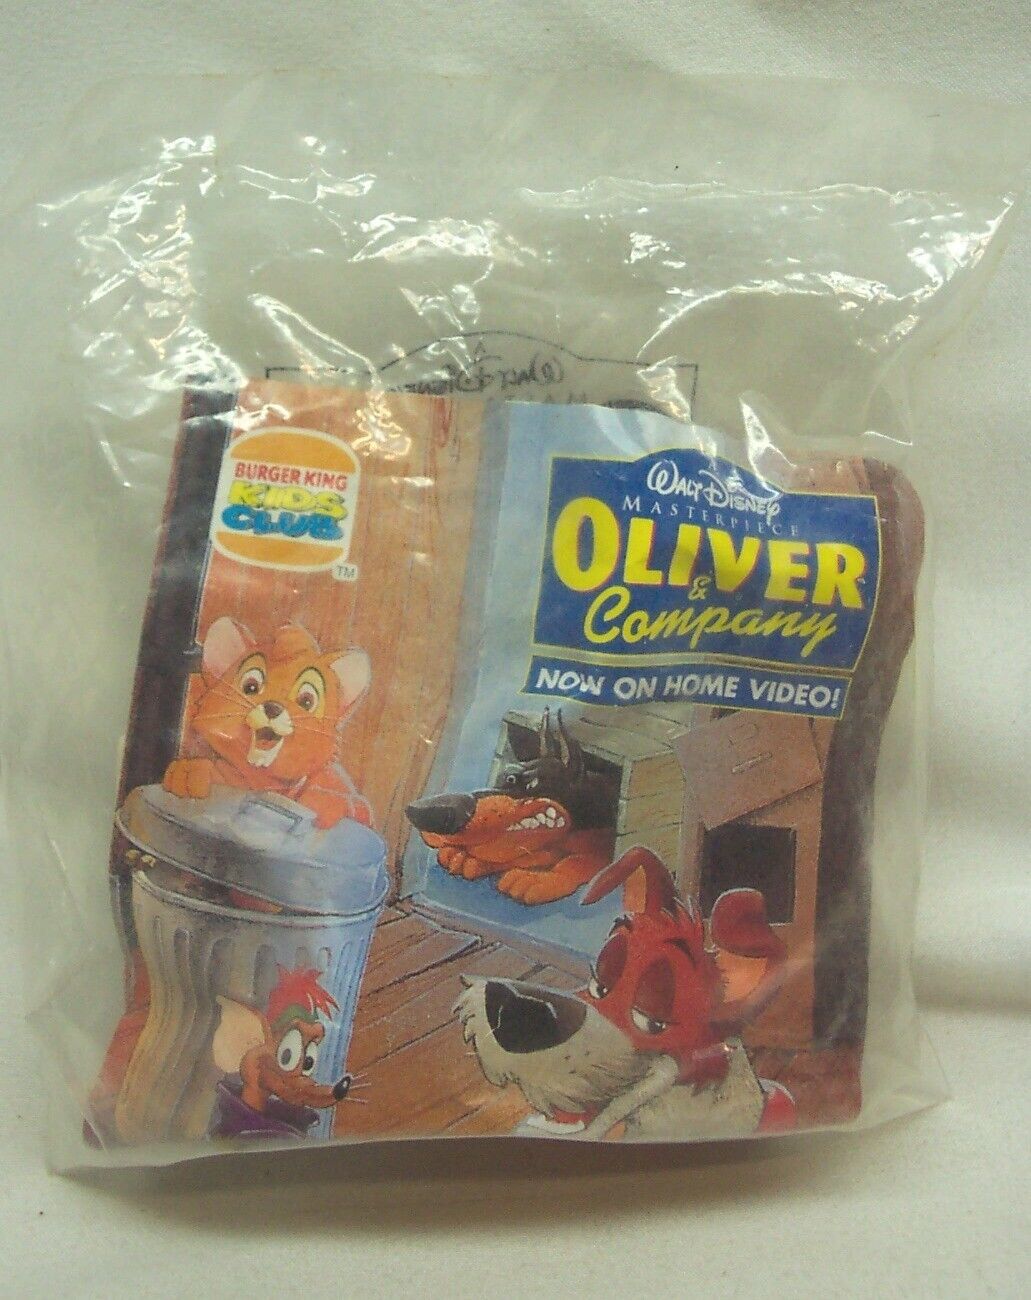 BURGER KING
KIDS
CLUB
TM
WALT DISNEY
MASTERPIECE
OLIVER
&
Company
NOW ON HOME VIDEO!